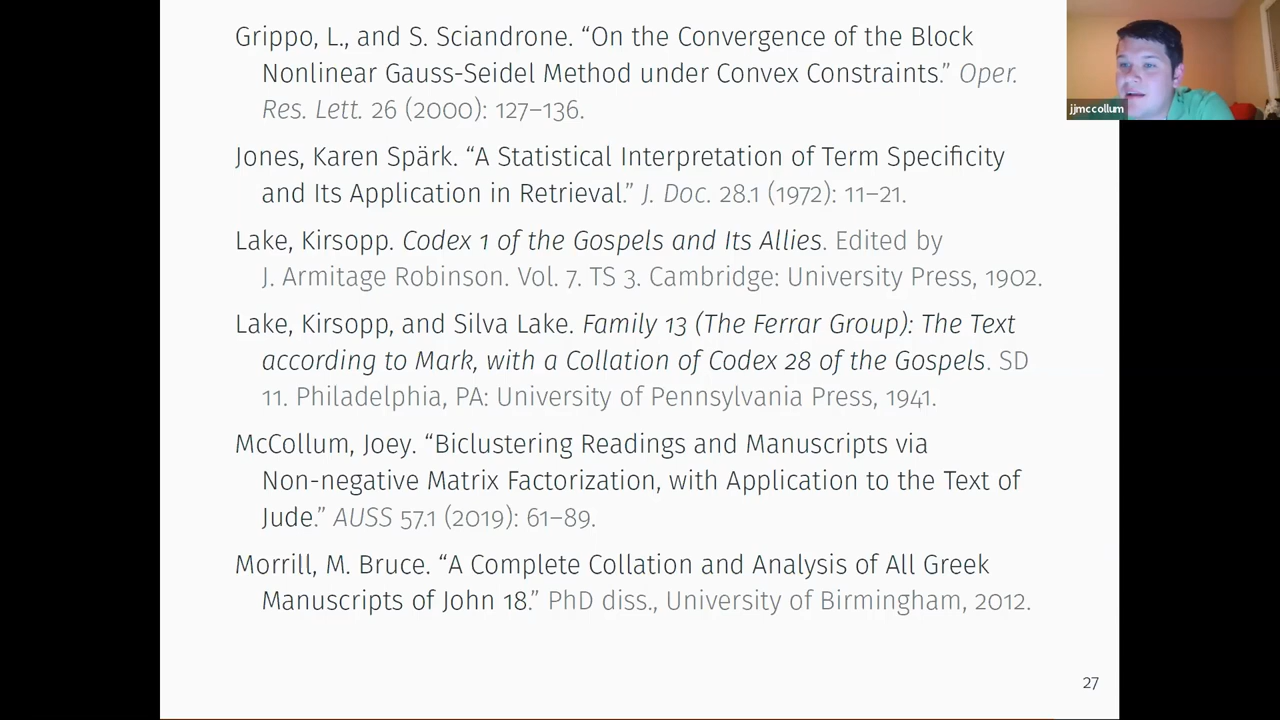 Grippo, L., and S. Sciandrone. “On the Convergence of the Block
Nonlinear Gauss-Seidel Method under Convex Constraints.” Oper.
Res. Lett. 26 (2000): 127–136.
Jones, Karen Spärk. “A Statistical Interpretation of Term Specificity
and Its Application in Retrieval.” J. Doc. 28.1 (1972): 11–21.
Lake, Kirsopp. Codex 1 of the Gospels and Its Allies. Edited by
J. Armitage Robinson. Vol. 7. TS 3. Cambridge: University Press, 1902.
Lake, Kirsopp, and Silva Lake. Family 13 (The Ferrar Group): The Text
according to Mark, with a Collation of Codex 28 of the Gospels. SD
11. Philadelphia, PA: University of Pennsylvania Press, 1941.
McCollum, Joey. “Biclustering Readings and Manuscripts via
Non-negative Matrix Factorization, with Application to the Text of
Jude.” AUSS 57.1 (2019): 61–89.
Morrill, M. Bruce. “A Complete Collation and Analysis of All Greek
Manuscripts of John 18.” PhD diss., University of Birmingham, 2012.
27
jjmccollum